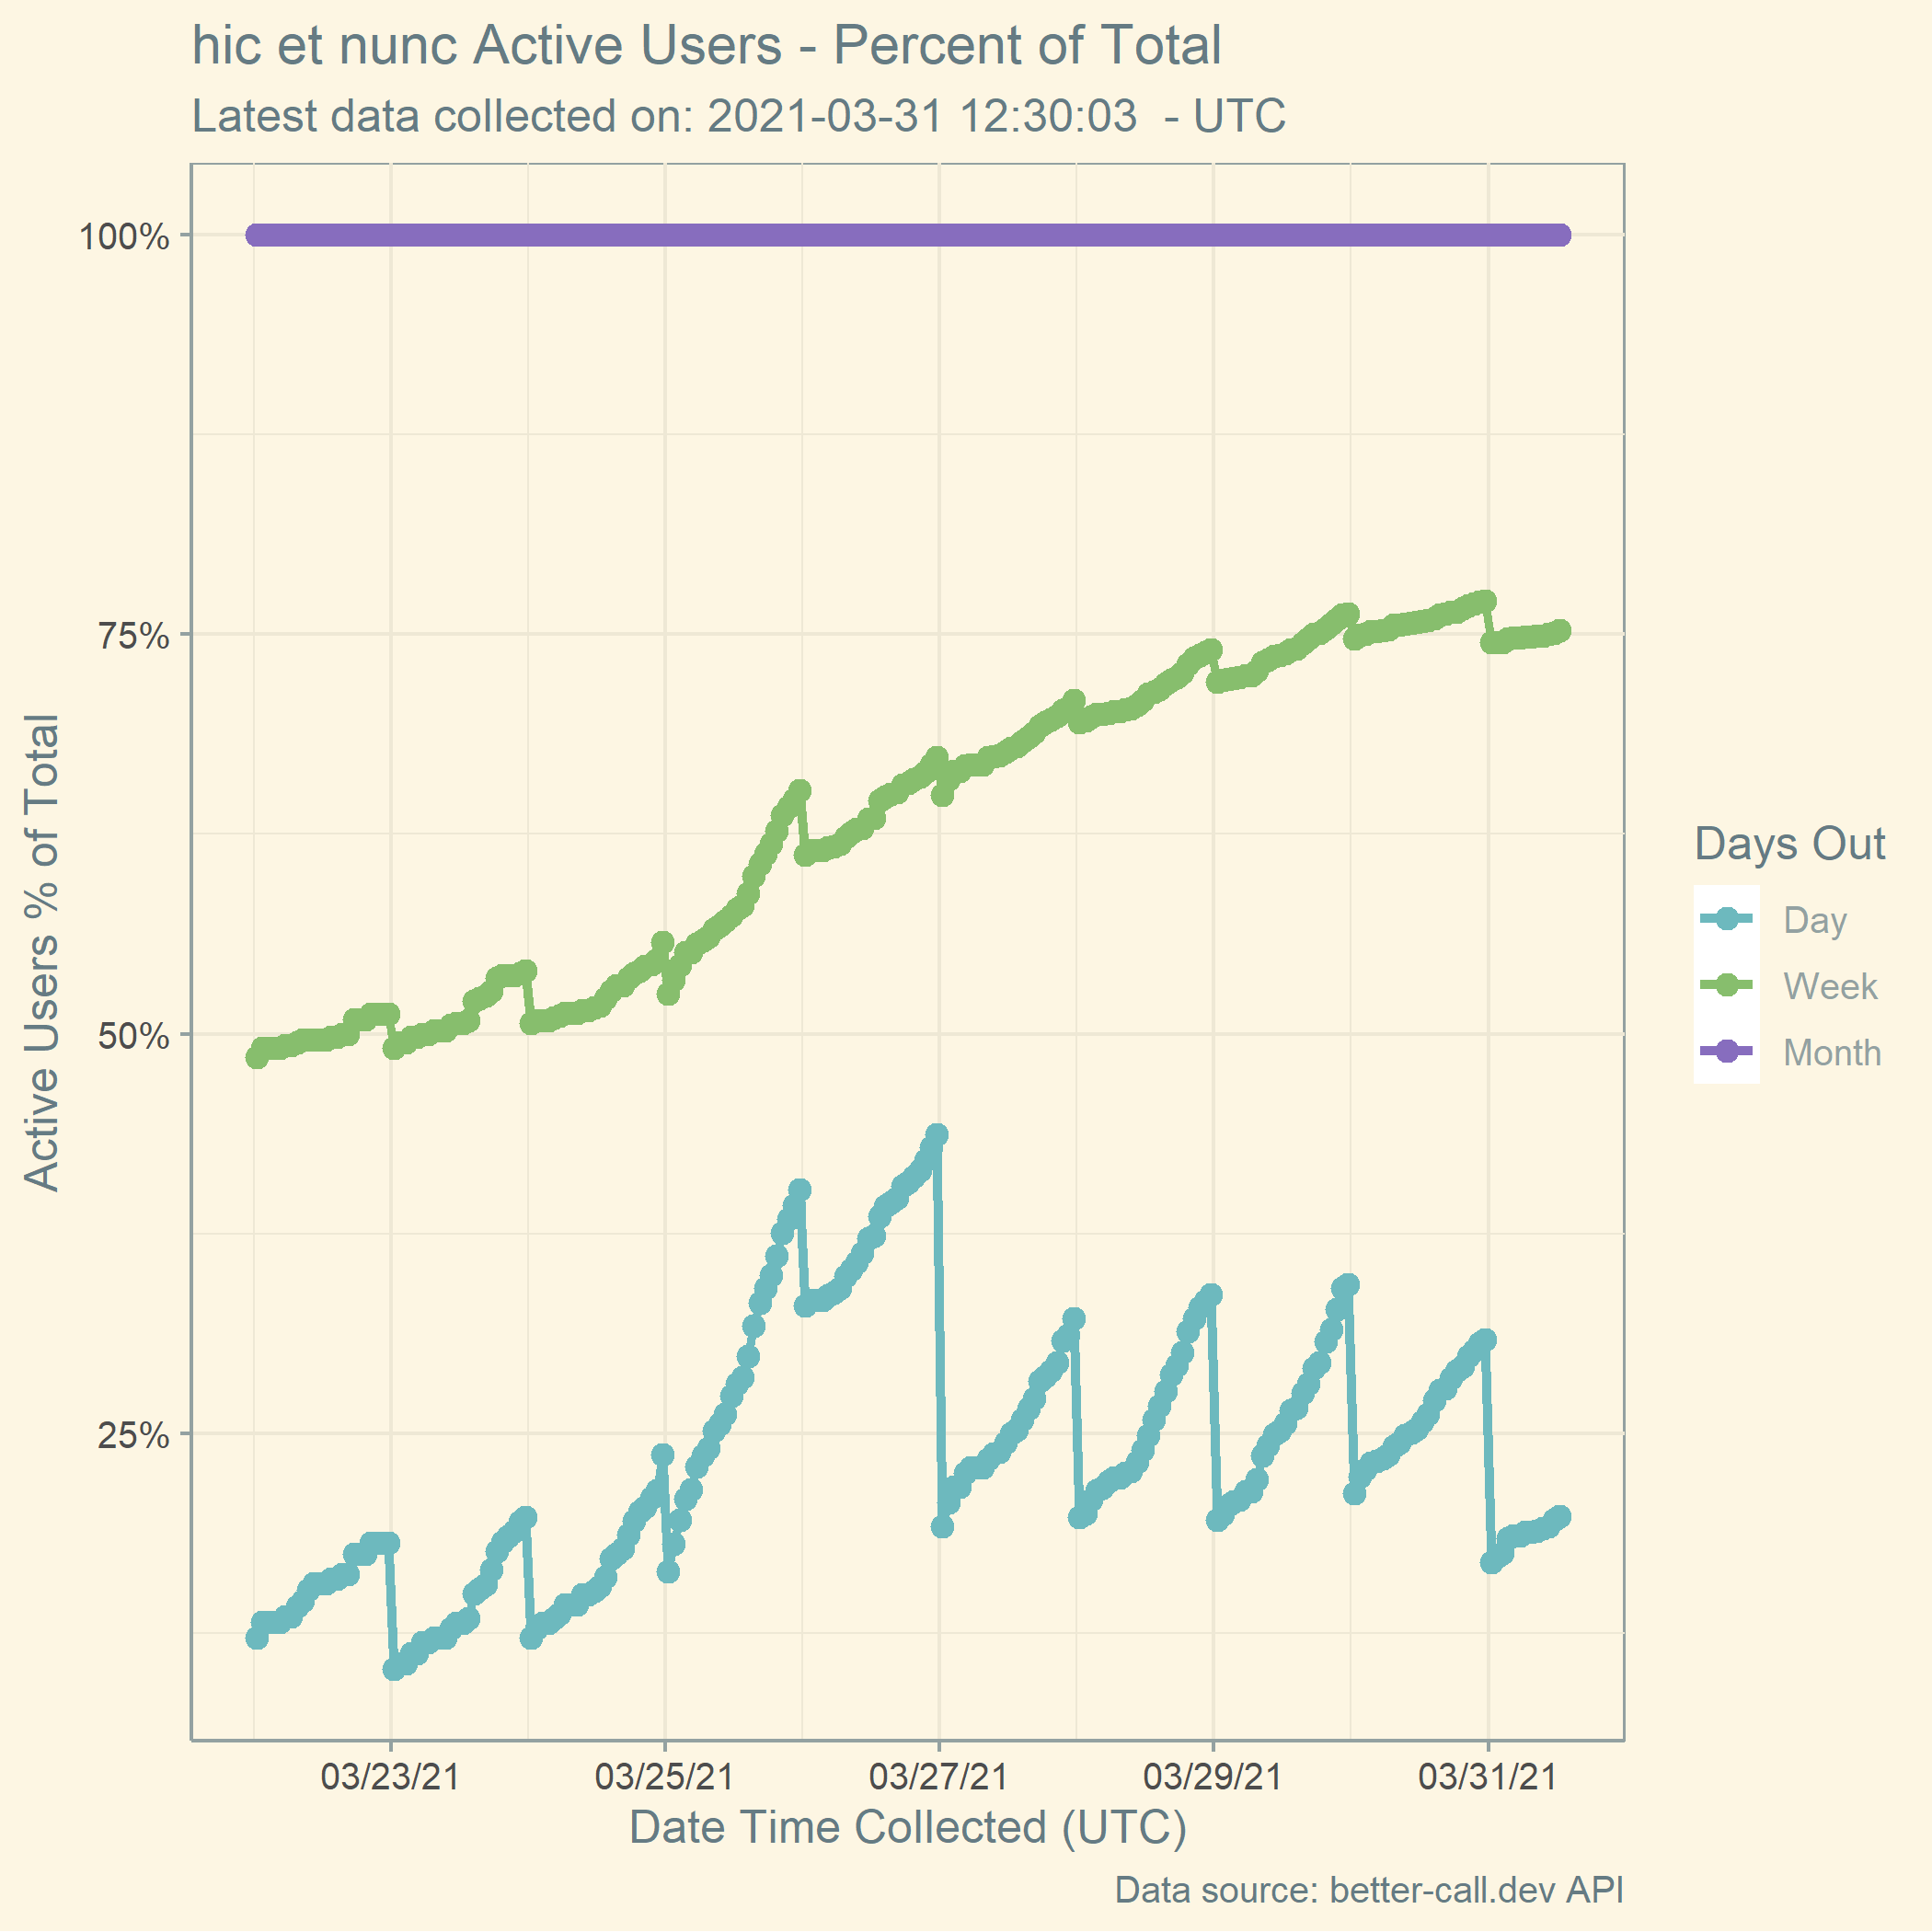 hic et nunc Active Users - Percent of Total
Latest data collected on: 2021-03-31 12:30:03  - UTC
100%
75%
50%
25%
Active Users % of Total
03/23/21
03/25/21
03/27/21
03/29/21
03/31/21
Date Time Collected (UTC)
Days Out
Day
Week
Month
Data source: better-call.dev API